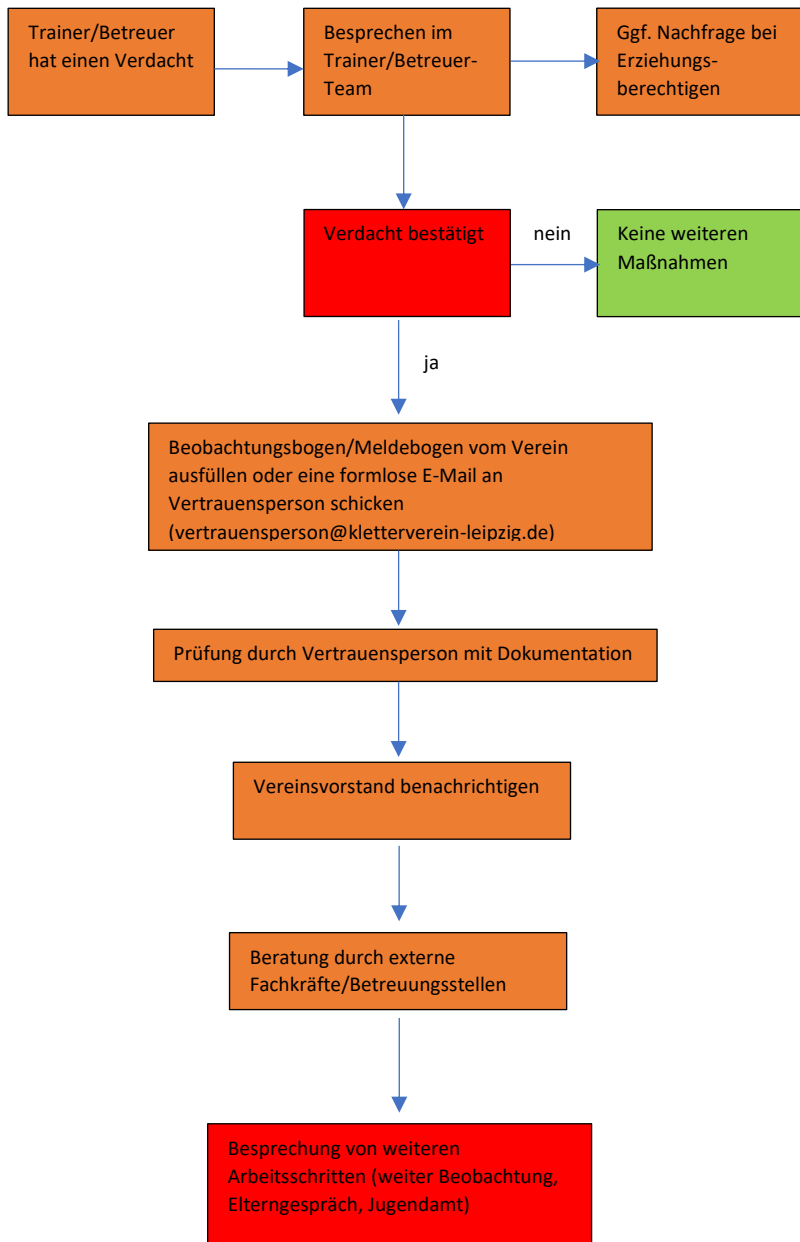 Trainer/Betreuer
hat einen Verdacht
Besprechen im
Trainer/Betreuer-
Team
Ggf. Nachfrage bei
Erziehungs-
berechtigen
Verdacht bestätigt
nein
Keine weiteren
Maßnahmen
ja
Beobachtungsbogen/Meldebogen vom Verein
ausfüllen oder eine formlose E-Mail an
Vertrauensperson schicken
(vertrauensperson@kletterverein-leipzig.de)
Prüfung durch Vertrauensperson mit Dokumentation
Vereinsvorstand benachrichtigen
Beratung durch externe
Fachkräfte/Betreuungsstellen
Besprechung von weiteren
Arbeitsschritten (weiter Beobachtung,
Elterngespräch, Jugendamt)